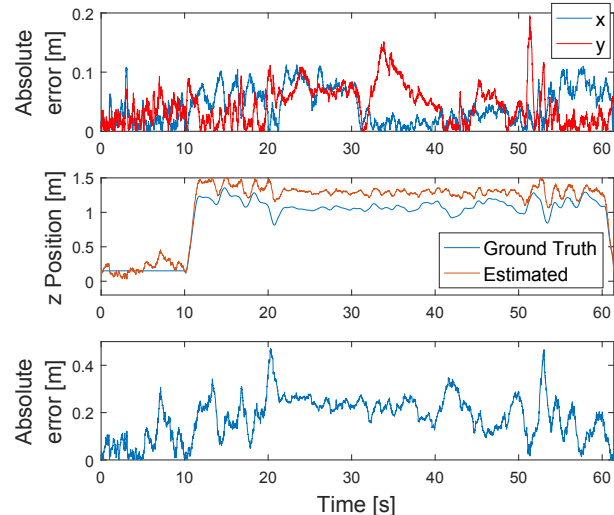 0.2
0.1
0
Absolute
error [m]
x
y
0 10 20 30 40 50 60
1.5
1
0.5
0
z Position [m]
Ground Truth
Estimated
0 10 20 30 40 50 60
0.4
0.2
0
Absolute
error [m]
0 10 20 30 40 50 60
Time [s]